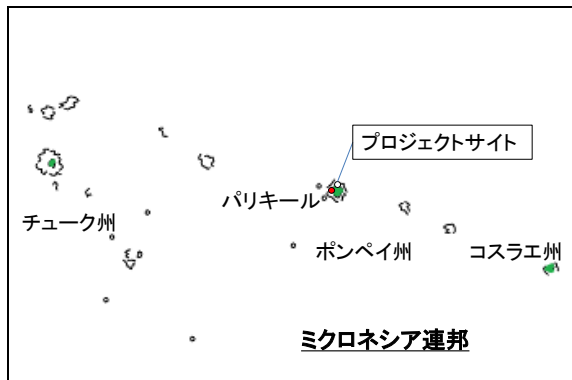 プロジェクトサイト
パリキール
チューク州
ポンペイ州
コスラエ州
ミクロネシア連邦